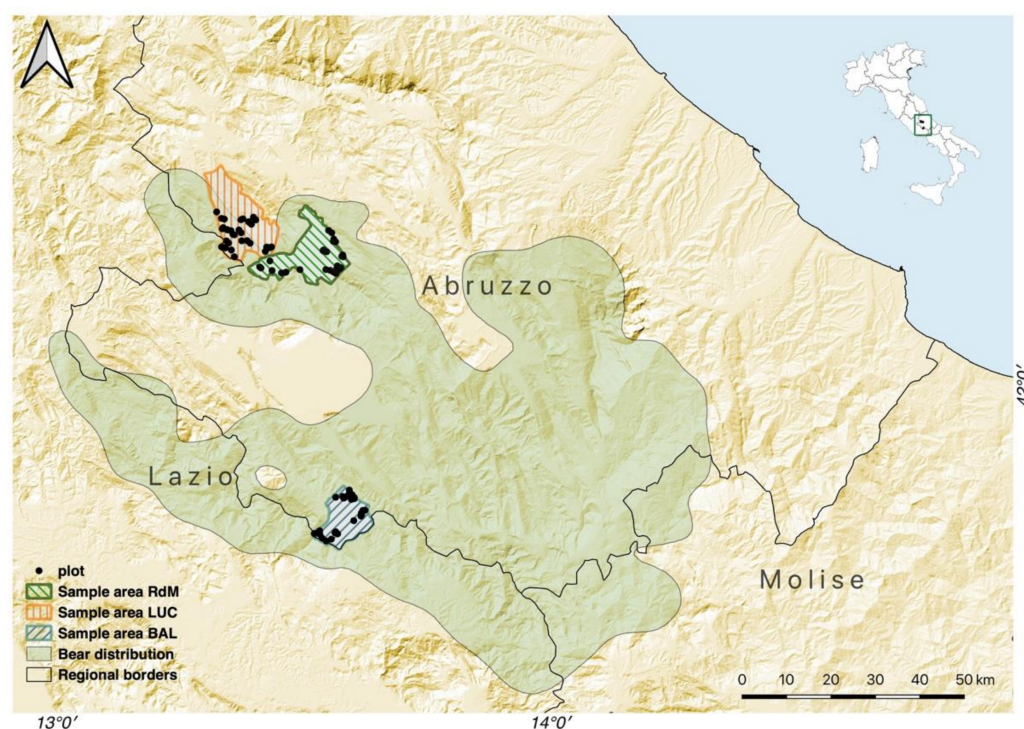 Abruzzo
42°0'
Lazio
Molise
plot
Sample area RdM
Sample area LUC
Sample area BAL
Bear distribution
Regional borders
0 10 20 30 40 50 km
13°0' 14°0'